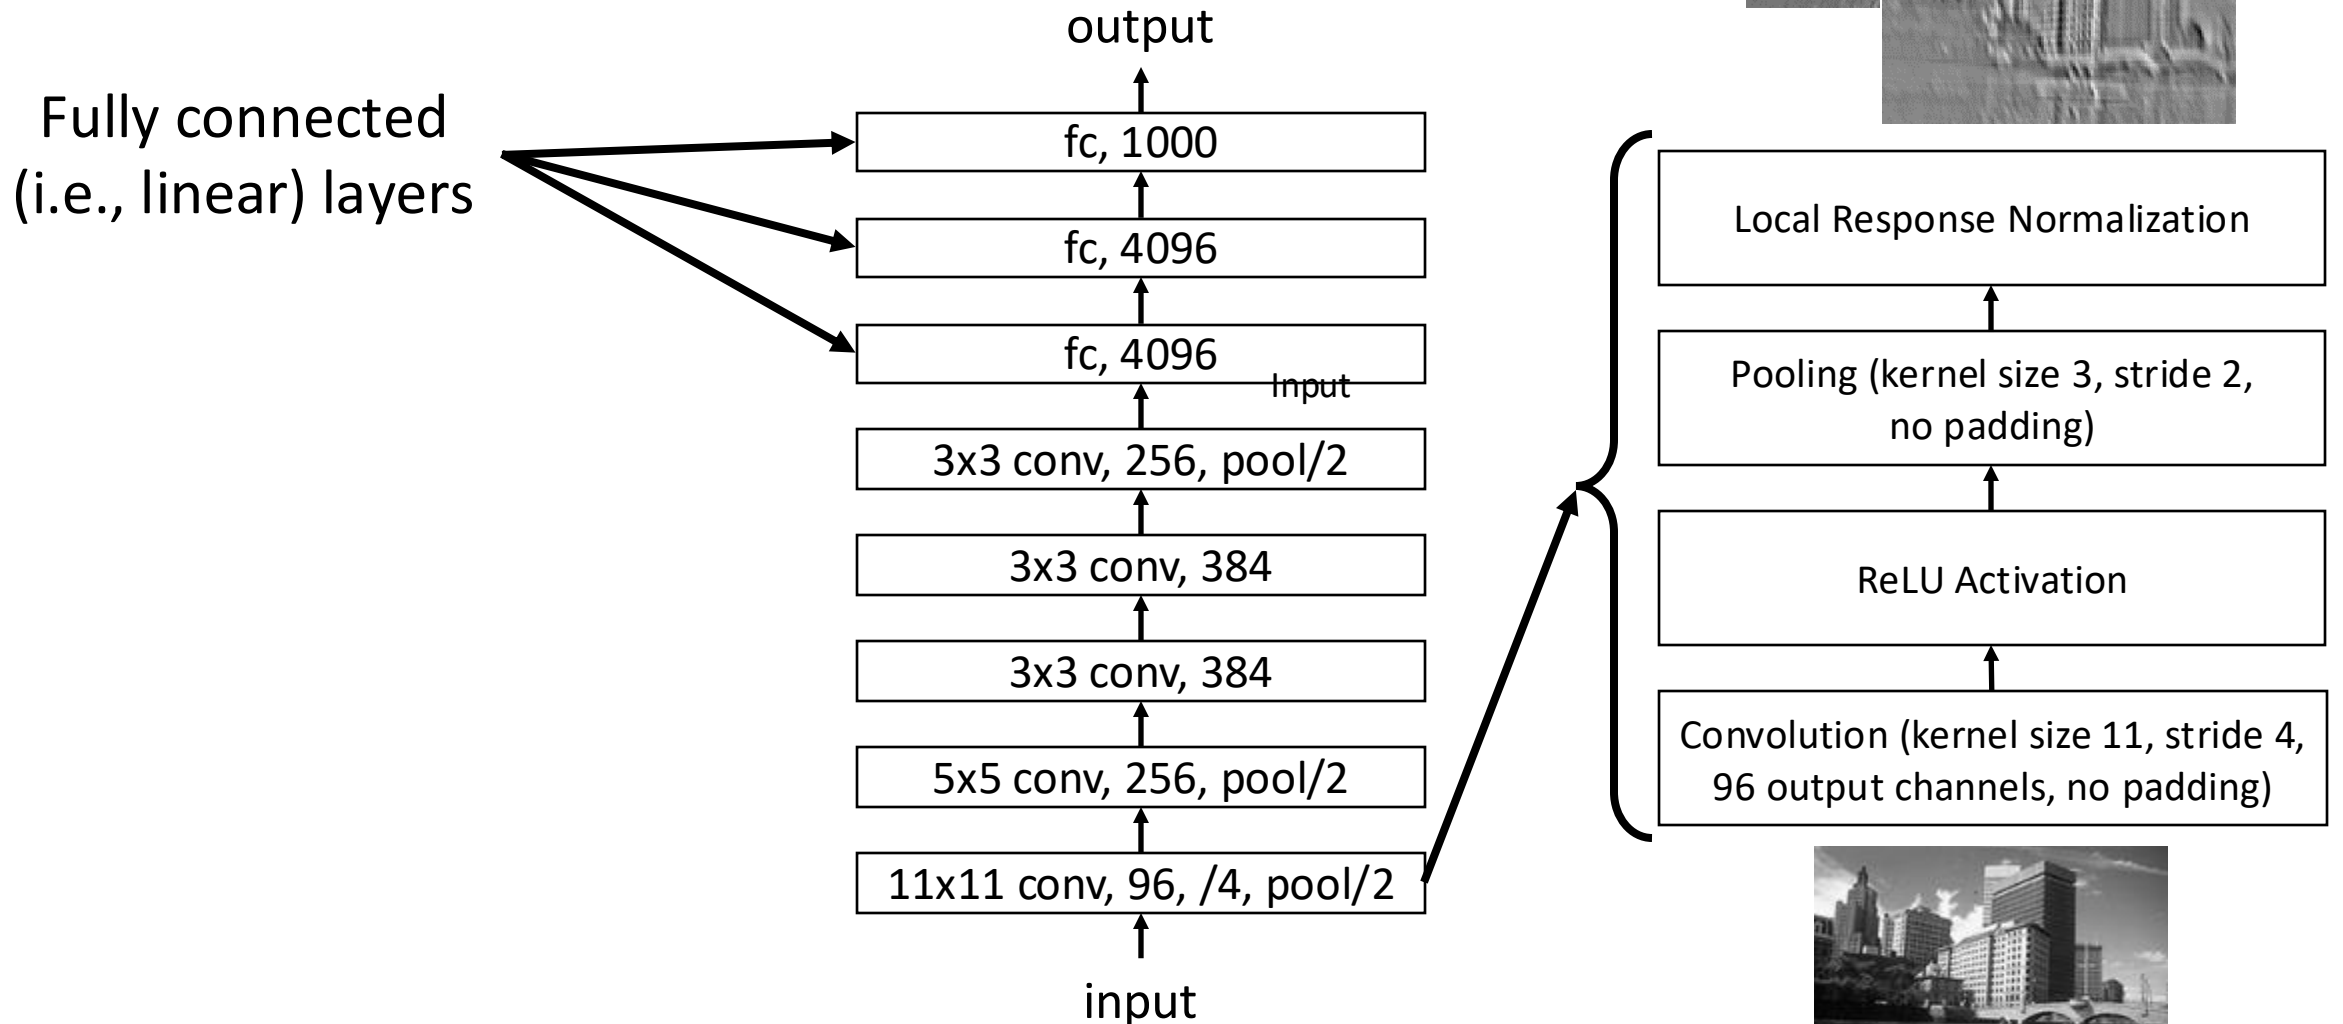 output
Fully connected
(i.e., linear) layers
fc, 1000
fc, 4096
fc, 4096
Input
3x3 conv, 256, pool/2
3x3 conv, 384
3x3 conv, 384
5x5 conv, 256, pool/2
11x11 conv, 96, /4, pool/2
input
Local Response Normalization
Pooling (kernel size 3, stride 2,
no padding)
ReLU Activation
Convolution (kernel size 11, stride 4,
96 output channels, no padding)